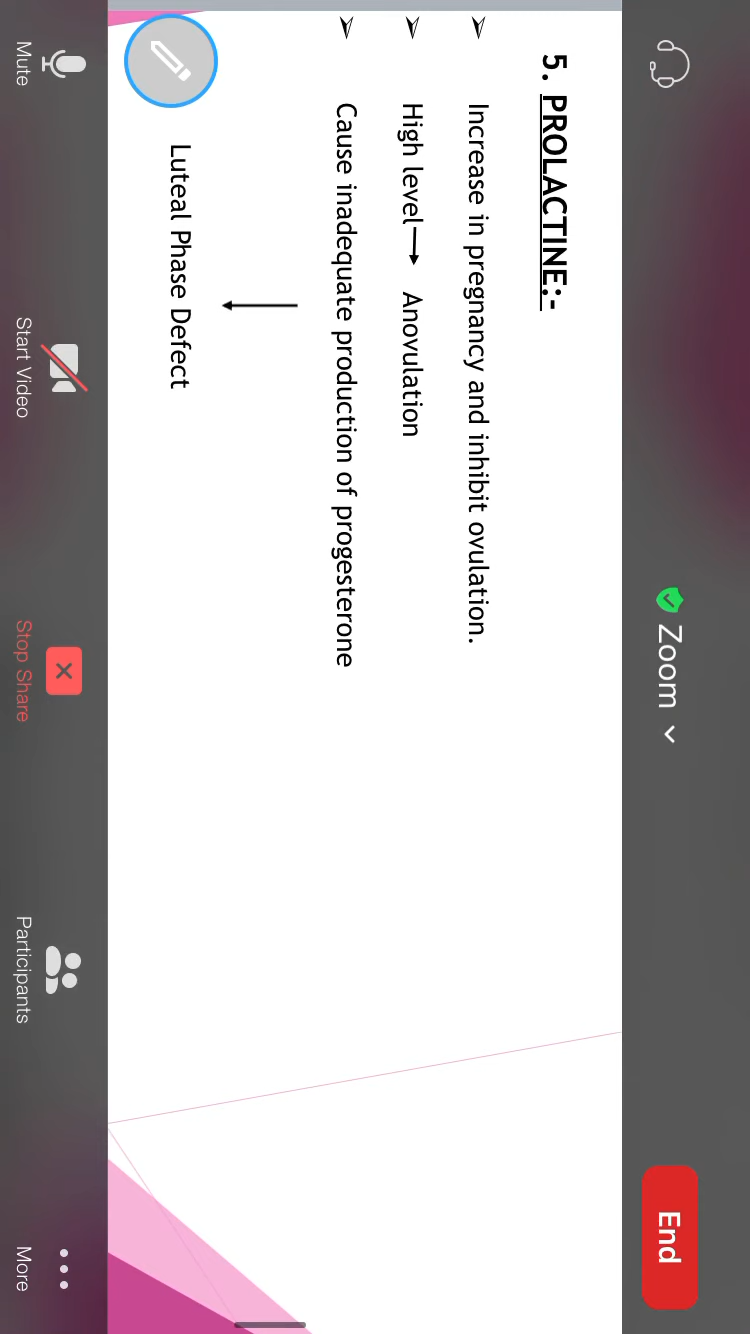 Zoom
End
5. PROLACTINE:-
➢ Increase in pregnancy and inhibit ovulation.
➢ High level→ Anovulation
➢ Cause inadequate production of progesterone
↓
Luteal Phase Defect
Mute
Start Video
Stop Share
Participants
More